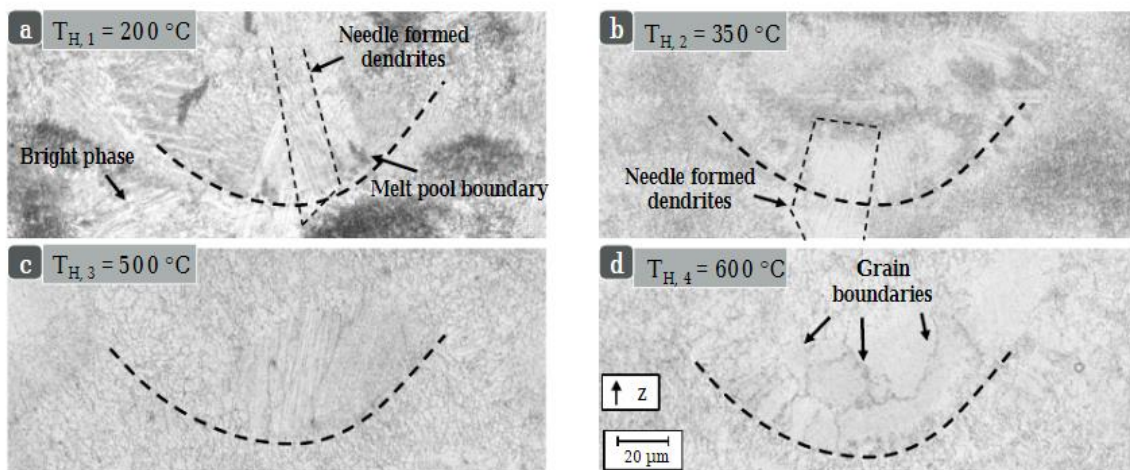 a T_H, 1 = 200 °C
Needle formed
dendrites
Bright phase
Melt pool boundary
b T_H, 2 = 350 °C
Needle formed
dendrites
c T_H, 3 = 500 °C
d T_H, 4 = 600 °C
Grain
boundaries
z
20 µm